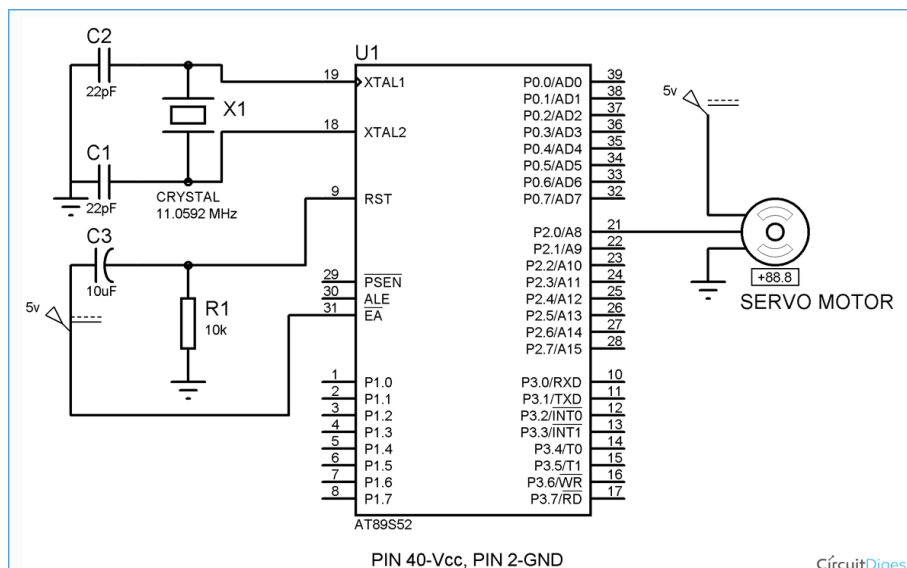 C2
22pF
X1
C1
22pF
CRYSTAL
11.0592 MHz
C3
10uF
5v
R1
10k
U1
19 XTAL1
18 XTAL2
9 RST
29 PSEN
30 ALE
31 EA
1 P1.0
2 P1.1
3 P1.2
4 P1.3
5 P1.4
6 P1.5
7 P1.6
8 P1.7
P0.0/AD0 39
P0.1/AD1 38
P0.2/AD2 37
P0.3/AD3 36
P0.4/AD4 35
P0.5/AD5 34
P0.6/AD6 33
P0.7/AD7 32
P2.0/A8 21
P2.1/A9 22
P2.2/A10 23
P2.3/A11 24
P2.4/A12 25
P2.5/A13 26
P2.6/A14 27
P2.7/A15 28
P3.0/RXD 10
P3.1/TXD 11
P3.2/INT0 12
P3.3/INT1 13
P3.4/T0 14
P3.5/T1 15
P3.6/WR 16
P3.7/RD 17
AT89S52
5v
+88.8
SERVO MOTOR
PIN 40-Vcc, PIN 2-GND
CircuitDiges